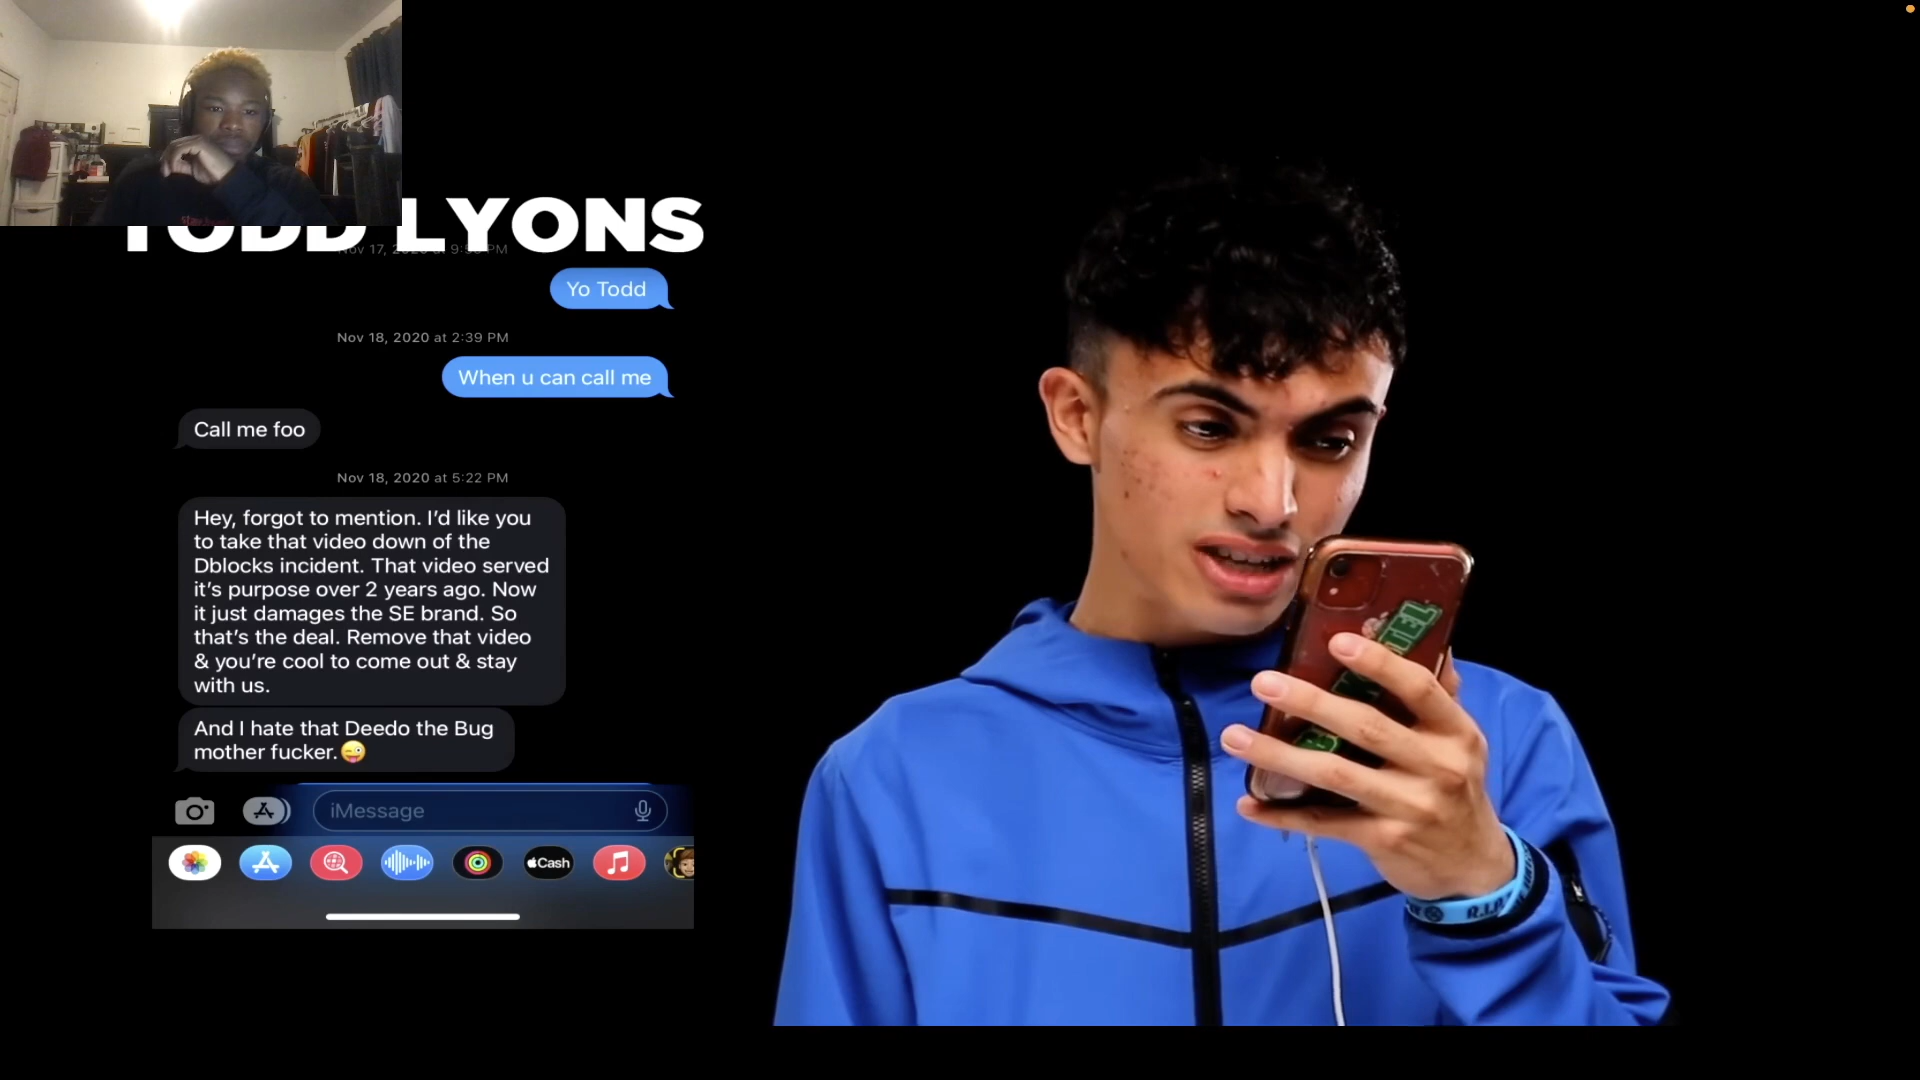 TODD LYONS
Yo Todd
Nov 18, 2020 at 2:39 PM
When u can call me
Call me foo
Nov 18, 2020 at 5:22 PM
Hey, forgot to mention. I'd like you
to take that video down of the
Dblocks incident. That video served
it's purpose over 2 years ago. Now
it just damages the SE brand. So
that's the deal. Remove that video
& you're cool to come out & stay
with us.
And I hate that Deedo the Bug
mother fucker.😜
iMessage
Cash
R.I.P